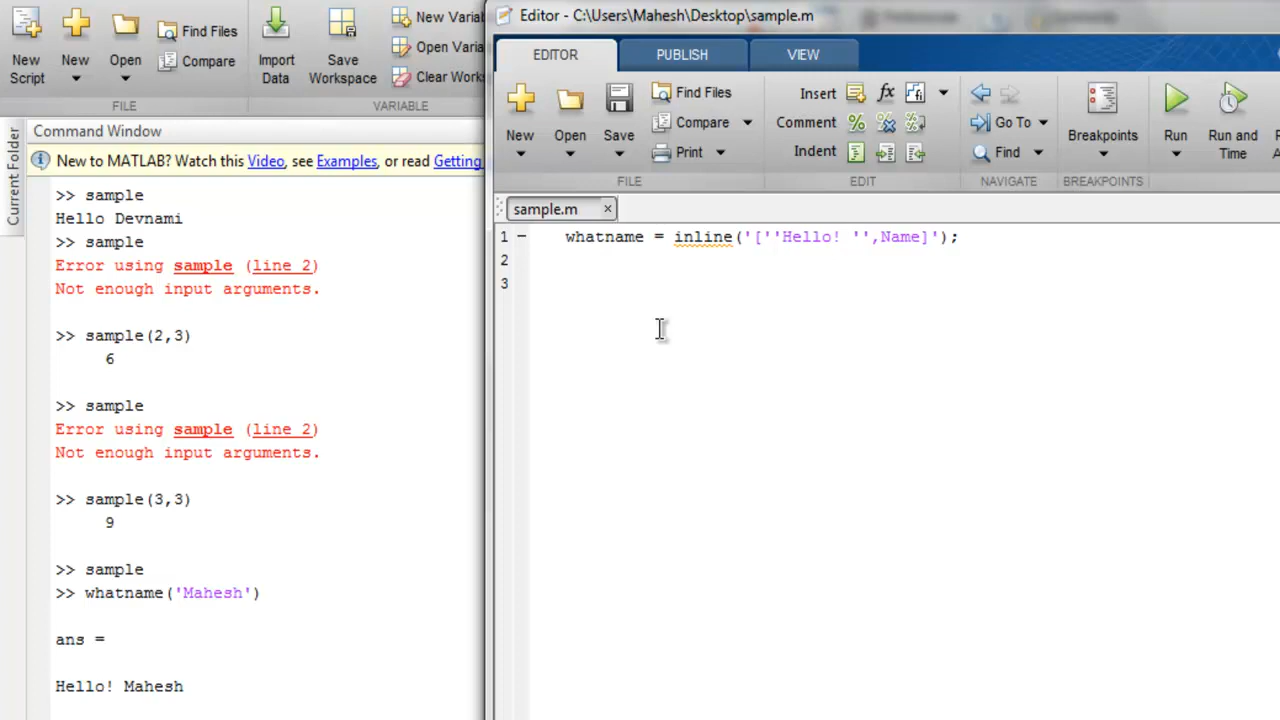 New Script
New
Open
Find Files
Compare
FILE
Import Data
Save Workspace
New Variab
Open Varia
Clear Works
VARIABLE
Current Folder
Command Window
New to MATLAB? Watch this Video, see Examples, or read Getting
>> sample
Hello Devnami
>> sample
Error using sample (line 2)
Not enough input arguments.
>> sample(2,3)
6
>> sample
Error using sample (line 2)
Not enough input arguments.
>> sample(3,3)
9
>> sample
>> whatname('Mahesh')
ans =
Hello! Mahesh
Editor - C:\Users\Mahesh\Desktop\sample.m
EDITOR
PUBLISH
VIEW
New
Open
Save
Find Files
Compare
Print
FILE
Insert
fx
Comment
Indent
EDIT
Go To
Find
NAVIGATE
Breakpoints
BREAKPOINTS
Run
Run and Time
sample.m ×
1 – whatname = inline('[''Hello! '',Name]');
2
3